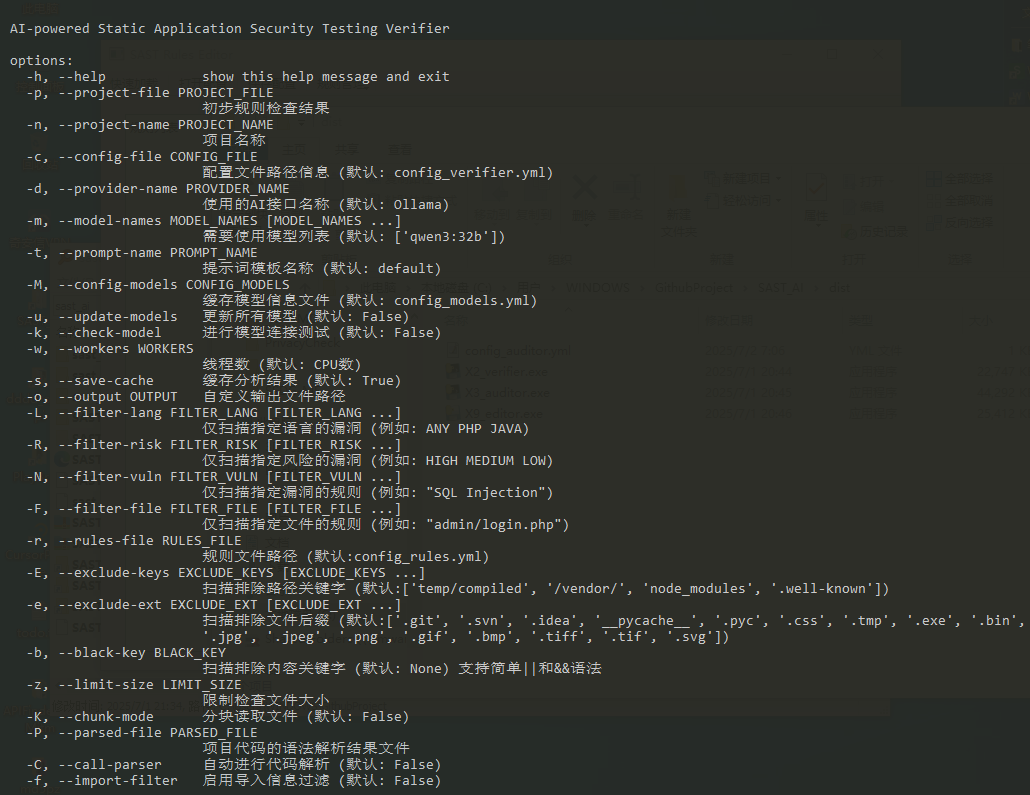 AI-powered Static Application Security Testing Verifier
options:
-h, --help show this help message and exit
-p, --project-file PROJECT_FILE
初步规则检查结果
-n, --project-name PROJECT_NAME
项目名称
-c, --config-file CONFIG_FILE
配置文件路径信息 (默认: config_verifier.yml)
-d, --provider-name PROVIDER_NAME
使用的AI接口名称 (默认: Ollama)
-m, --model-names MODEL_NAMES [MODEL_NAMES ...]
需要使用模型列表 (默认: ['qwen3:32b'])
-t, --prompt-name PROMPT_NAME
提示词模板名称 (默认: default)
-M, --config-models CONFIG_MODELS
缓存模型信息文件 (默认: config_models.yml)
-u, --update-models 更新所有模型 (默认: False)
-k, --check-model 进行模型连接测试 (默认: False)
-w, --workers WORKERS
线程数 (默认: CPU数)
-s, --save-cache 缓存分析结果 (默认: True)
-o, --output OUTPUT 自定义输出文件路径
-L, --filter-lang FILTER_LANG [FILTER_LANG ...]
仅扫描指定语言的漏洞 (例如: ANY PHP JAVA)
-R, --filter-risk FILTER_RISK [FILTER_RISK ...]
仅扫描指定风险的漏洞 (例如: HIGH MEDIUM LOW)
-N, --filter-vuln FILTER_VULN [FILTER_VULN ...]
仅扫描指定漏洞的规则 (例如: "SQL Injection")
-F, --filter-file FILTER_FILE [FILTER_FILE ...]
仅扫描指定文件的规则 (例如: "admin/login.php")
-r, --rules-file RULES_FILE
规则文件路径 (默认:config_rules.yml)
-E, --exclude-keys EXCLUDE_KEYS [EXCLUDE_KEYS ...]
扫描排除路径关键字 (默认:['temp/compiled', '/vendor/', 'node_modules', '.well-known'])
-e, --exclude-ext EXCLUDE_EXT [EXCLUDE_EXT ...]
扫描排除文件后缀 (默认:['.git', '.svn', '.idea', '__pycache__', '.pyc', '.css', '.tmp', '.exe', '.bin',
'.jpg', '.jpeg', '.png', '.gif', '.bmp', '.tiff', '.tif', '.svg'])
-b, --black-key BLACK_KEY
扫描排除内容关键字 (默认: None) 支持简单||和&&语法
-z, --limit-size LIMIT_SIZE
限制检查文件大小
-K, --chunk-mode 分块读取文件 (默认: False)
-P, --parsed-file PARSED_FILE
项目代码的语法解析结果文件
-C, --call-parser 自动进行代码解析 (默认: False)
-f, --import-filter 启用导入信息过滤 (默认: False)